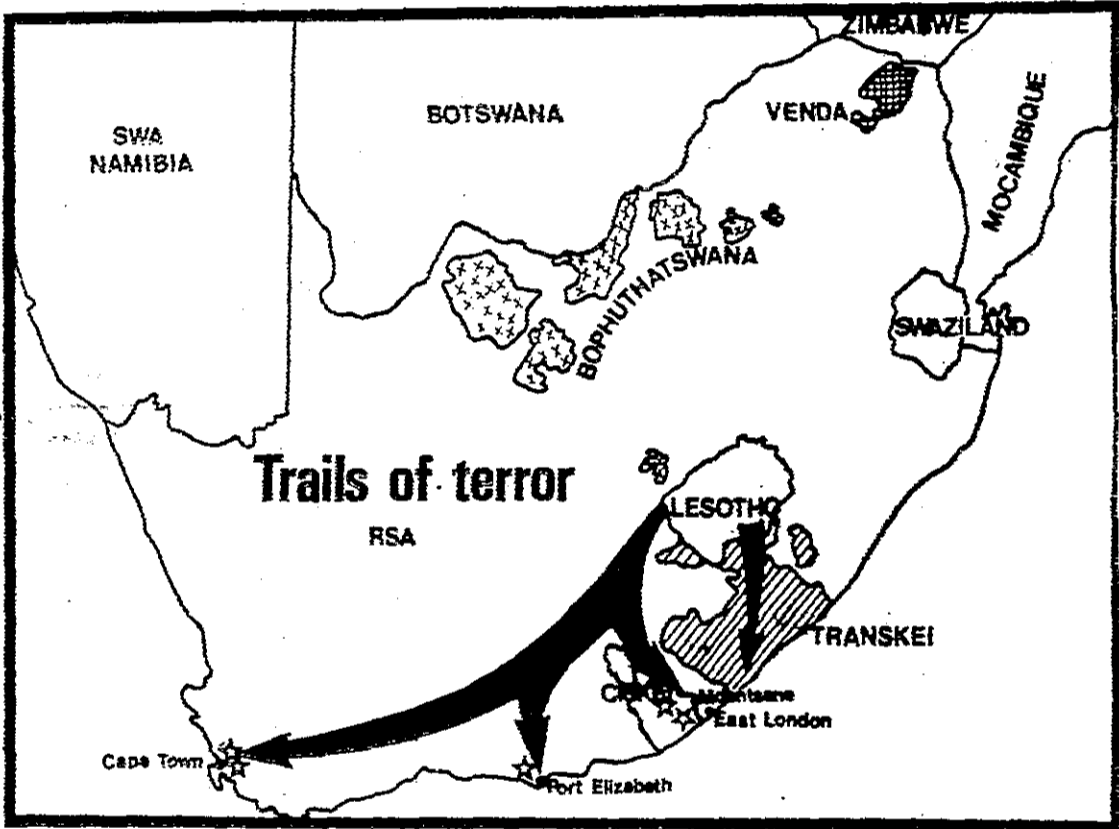 ZIMBABWE
BOTSWANA
VENDA
SWA
NAMIBIA
MOCAMBIQUE
BOPHUTHATSWANA
SWAZILAND
Trails of terror
LESOTHO
RSA
TRANSKEI
East London
Cape Town
Port Elizabeth